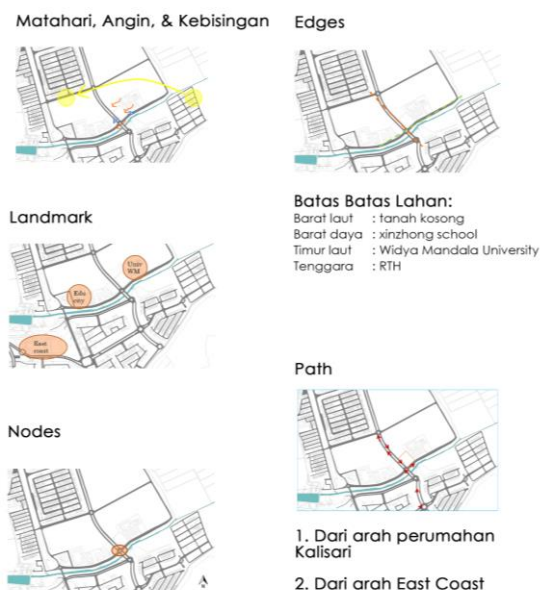 Matahari, Angin, & Kebisingan
Edges
Landmark
Univ
WM
Edu
city
East
coast
Batas Batas Lahan:
Barat laut : tanah kosong
Barat daya : xinzhong school
Timur laut : Widya Mandala University
Tenggara : RTH
Nodes
Path
1. Dari arah perumahan
Kalisari
2. Dari arah East Coast